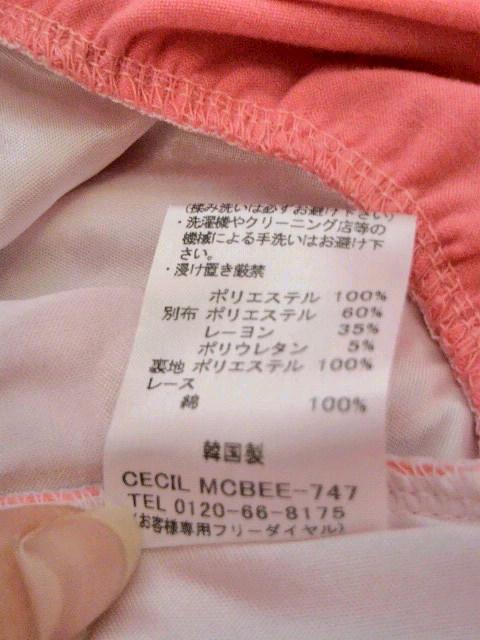 (揉み洗いは必ずお避け下さい)
・洗濯機やクリーニング店等の
機械による手洗いはお避け下
さい。
・浸け置き厳禁
ポリエステル 100%
別布 ポリエステル 60%
レーヨン 35%
ポリウレタン 5%
裏地 ポリエステル 100%
レース
綿 100%
韓国製
CECIL MCBEE-747
TEL 0120-66-8175
(お客様専用フリーダイヤル)